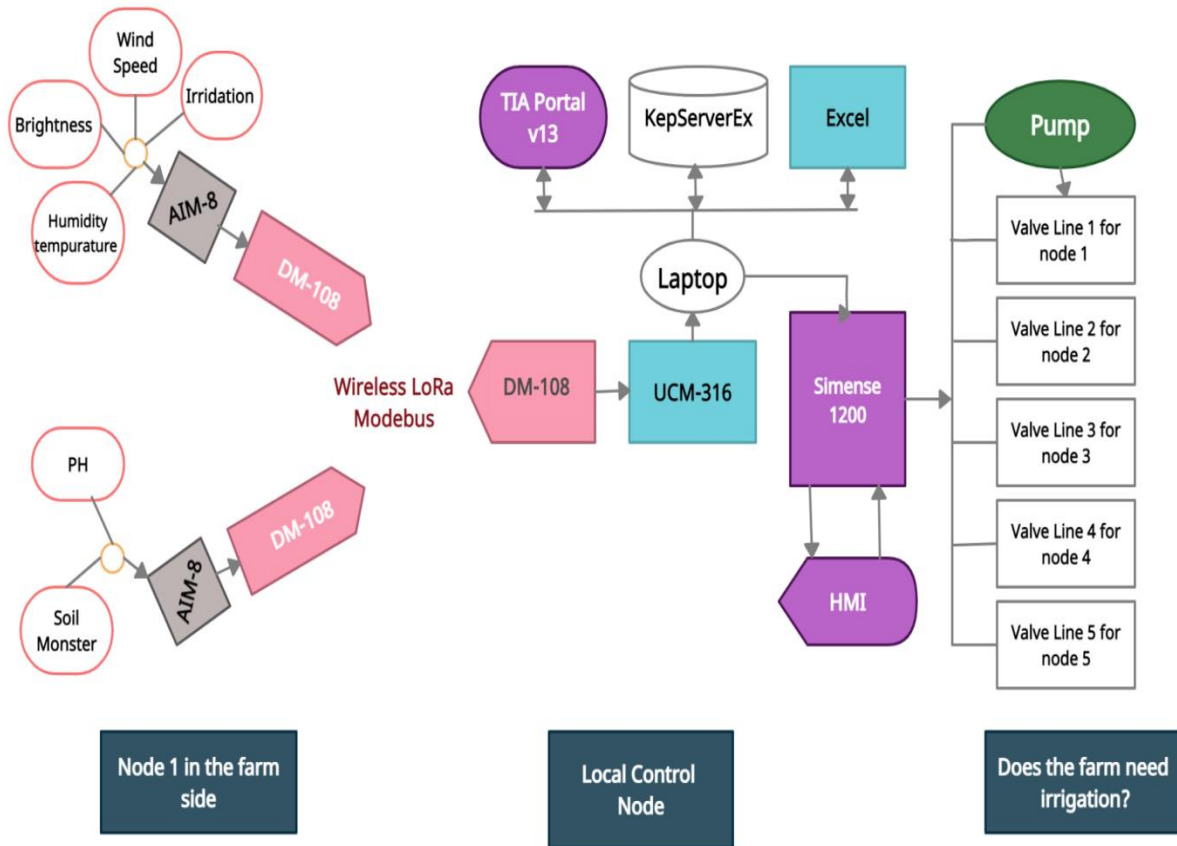 Wind
Speed
Irridation
Brightness
Humidity
tempurature
AIM-8
DM-108
PH
Soil
Monster
AIM-8
DM-108
Node 1 in the farm
side
TIA Portal
v13
KepServerEx
Excel
Laptop
Wireless LoRa
Modebus
DM-108
UCM-316
Simense
1200
HMI
Local Control
Node
Pump
Valve Line 1 for
node 1
Valve Line 2 for
node 2
Valve Line 3 for
node 3
Valve Line 4 for
node 4
Valve Line 5 for
node 5
Does the farm need
irrigation?